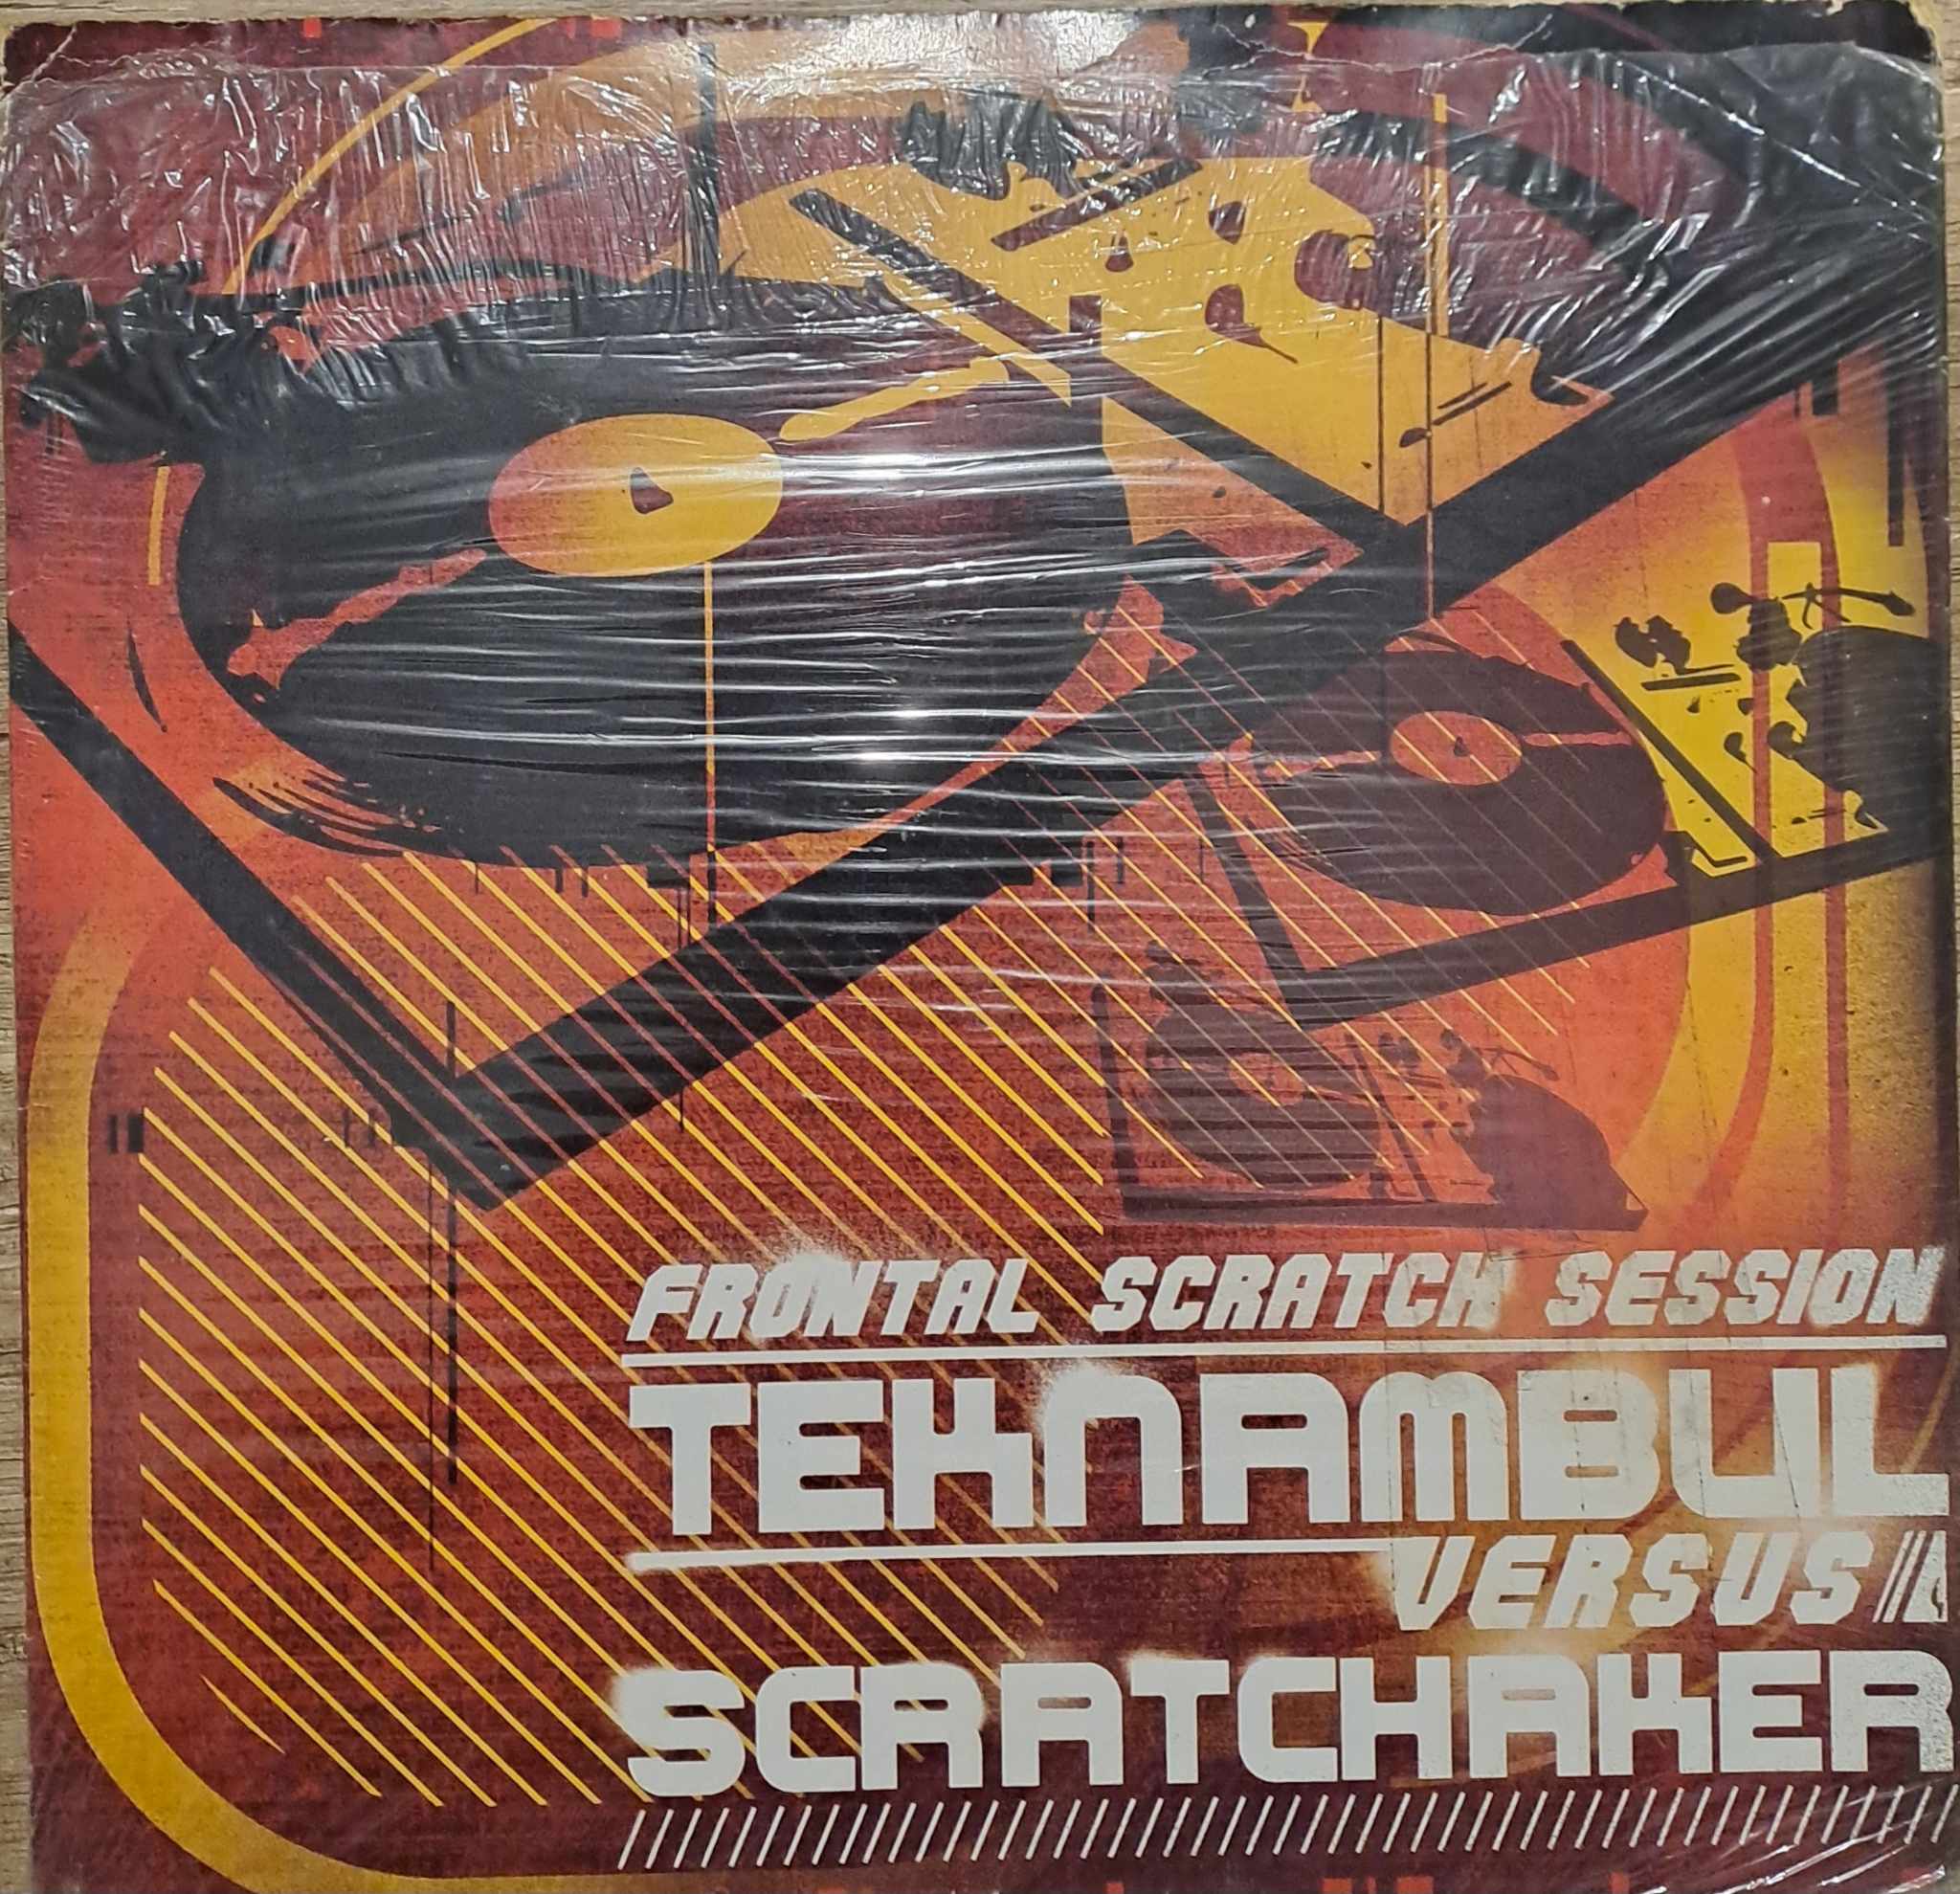 FRONTAL SCRATCH SESSION
TEKNAMBUL
VERSUS
SCRATCHAKER